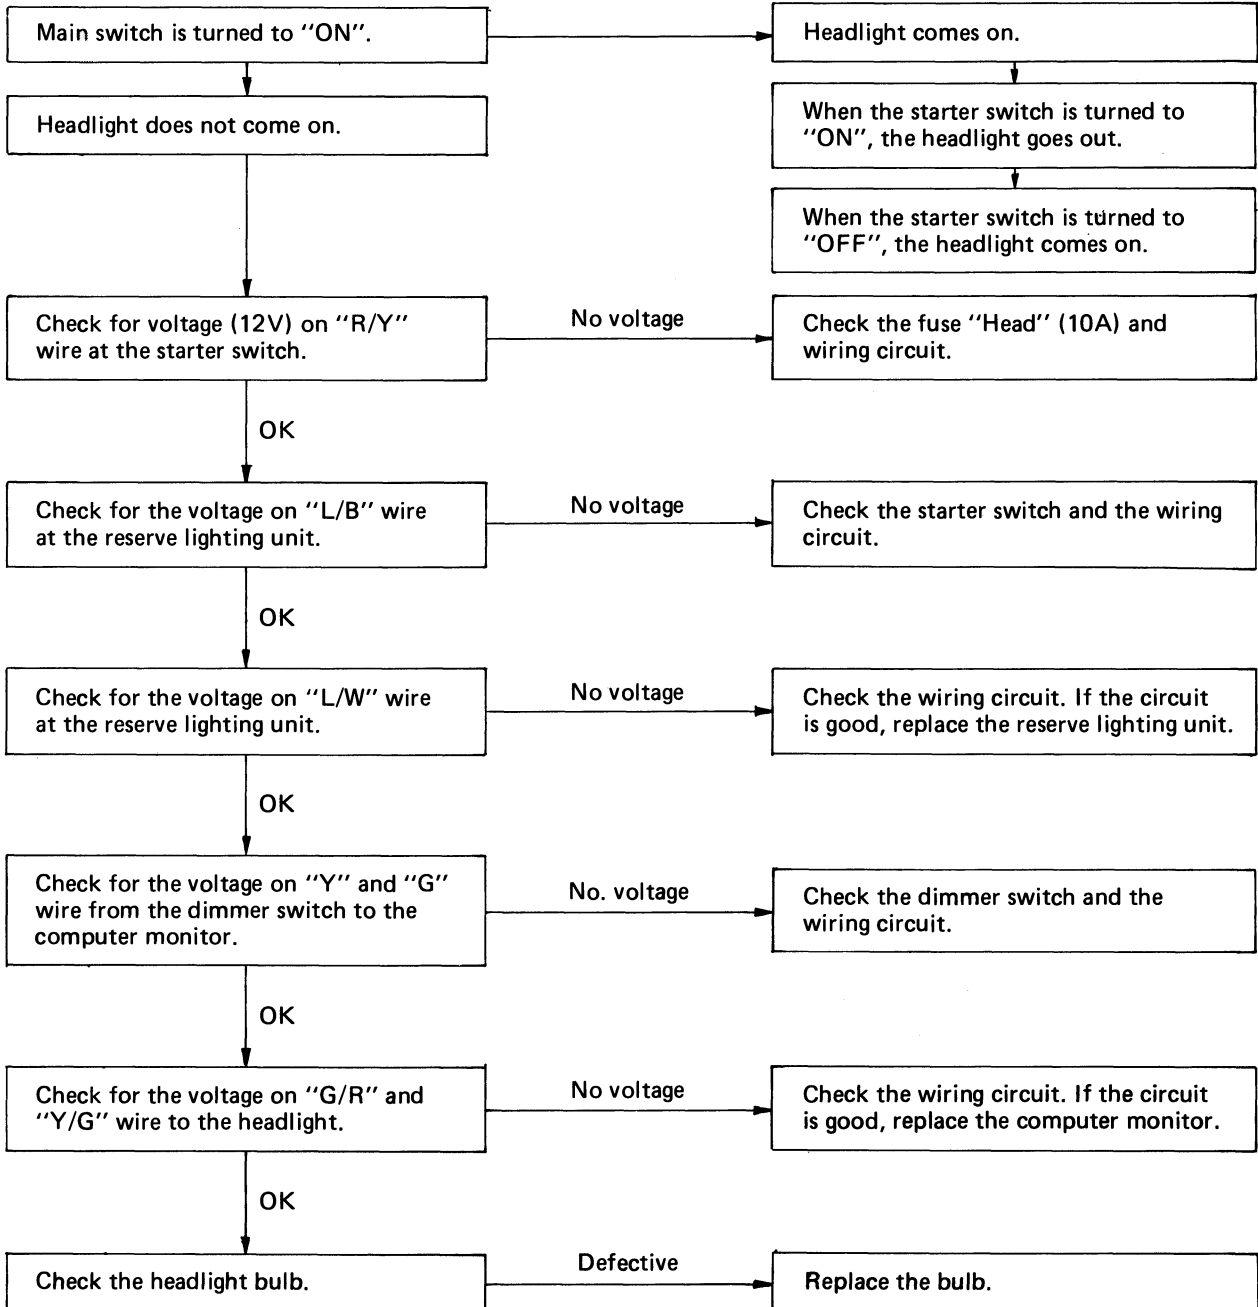 Main switch is turned to "ON".
Headlight comes on.
Headlight does not come on.
When the starter switch is turned to
"ON", the headlight goes out.
When the starter switch is turned to
"OFF", the headlight comes on.
Check for voltage (12V) on "R/Y"
wire at the starter switch.
No voltage
Check the fuse "Head" (10A) and
wiring circuit.
OK
Check for the voltage on "L/B" wire
at the reserve lighting unit.
No voltage
Check the starter switch and the wiring
circuit.
OK
Check for the voltage on "L/W" wire
at the reserve lighting unit.
No voltage
Check the wiring circuit. If the circuit
is good, replace the reserve lighting unit.
OK
Check for the voltage on "Y" and "G"
wire from the dimmer switch to the
computer monitor.
No. voltage
Check the dimmer switch and the
wiring circuit.
OK
Check for the voltage on "G/R" and
"Y/G" wire to the headlight.
No voltage
Check the wiring circuit. If the circuit
is good, replace the computer monitor.
OK
Check the headlight bulb.
Defective
Replace the bulb.